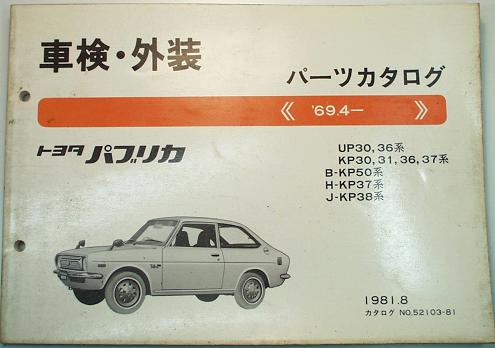 車検・外装
パーツカタログ
《 '69.4― 》
トヨタ パブリカ
UP30, 36系
KP30, 31, 36, 37系
B-KP50系
H-KP37系
J-KP38系
1981.8
カタログ NO.52103-81